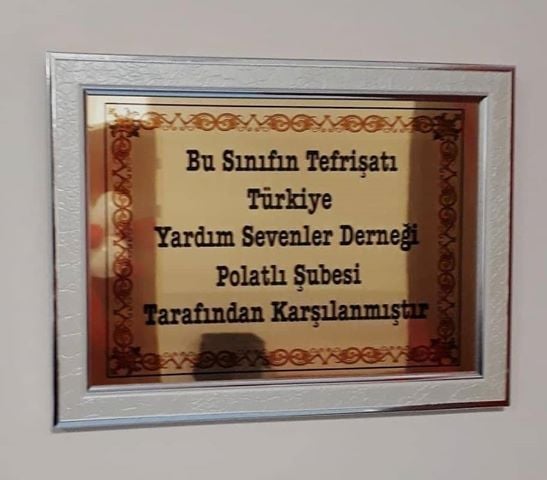 Bu Sınıfın Tefrişatı
Türkiye
Yardım Sevenler Derneği
Polatlı Şubesi
Tarafından Karşılanmıştır